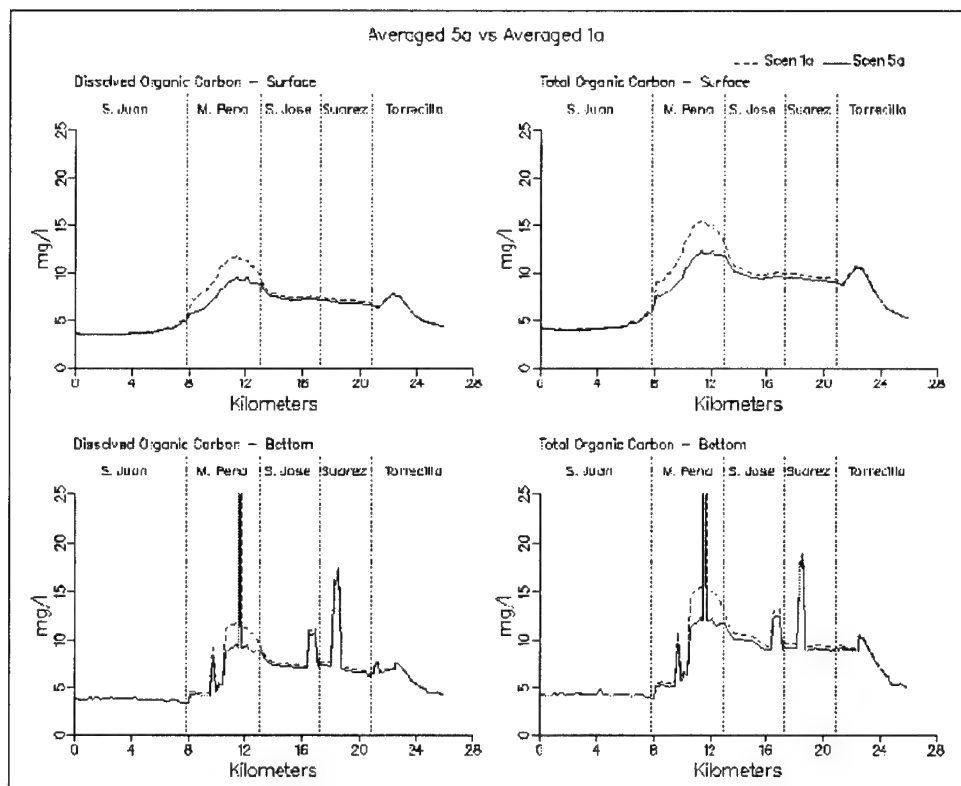 Averaged 5a vs Averaged 1a
Scen 1a Scen 5a
Dissolved Organic Carbon - Surface
S. Juan M. Pena S. Jose Suarez Torrecilla
25
20
15
10
5
0
mg/l
0 4 8 12 16 20 24 28
Kilometers
Total Organic Carbon - Surface
S. Juan M. Pena S. Jose Suarez Torrecilla
25
20
15
10
5
0
mg/l
0 4 8 12 16 20 24 28
Kilometers
Dissolved Organic Carbon - Bottom
S. Juan M. Pena S. Jose Suarez Torrecilla
25
20
15
10
5
0
mg/l
0 4 8 12 16 20 24 28
Kilometers
Total Organic Carbon - Bottom
S. Juan M. Pena S. Jose Suarez Torrecilla
25
20
15
10
5
0
mg/l
0 4 8 12 16 20 24 28
Kilometers